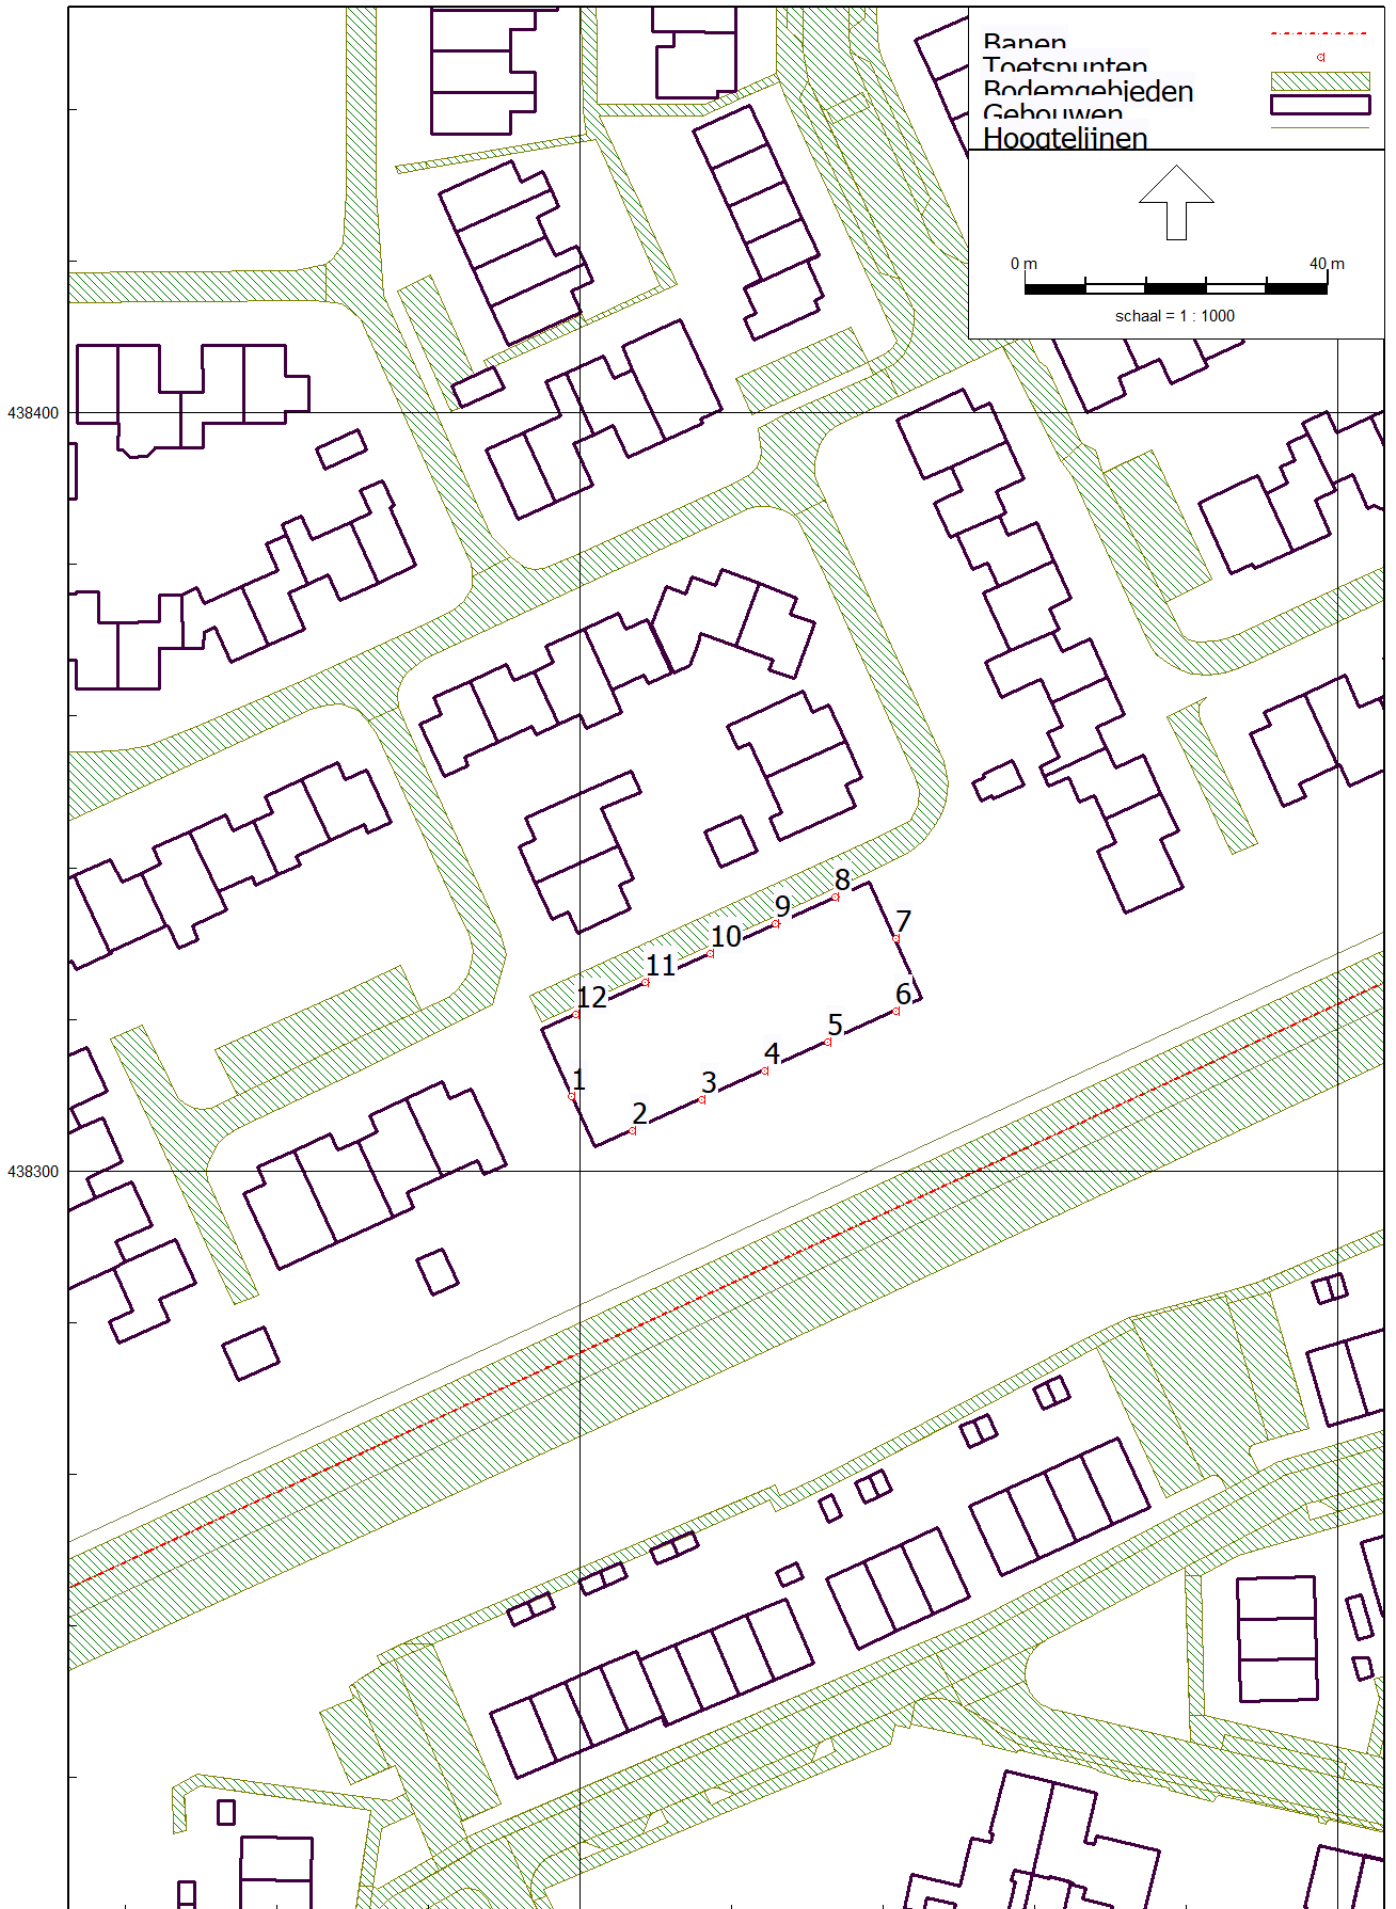 Banen
Toetspunten
Bodemgebieden
Gebouwen
Hoogtelijnen
0 m 40 m
schaal = 1 : 1000
438400
8
9 7
10
11
12 6
5
4
1 3
2
438300